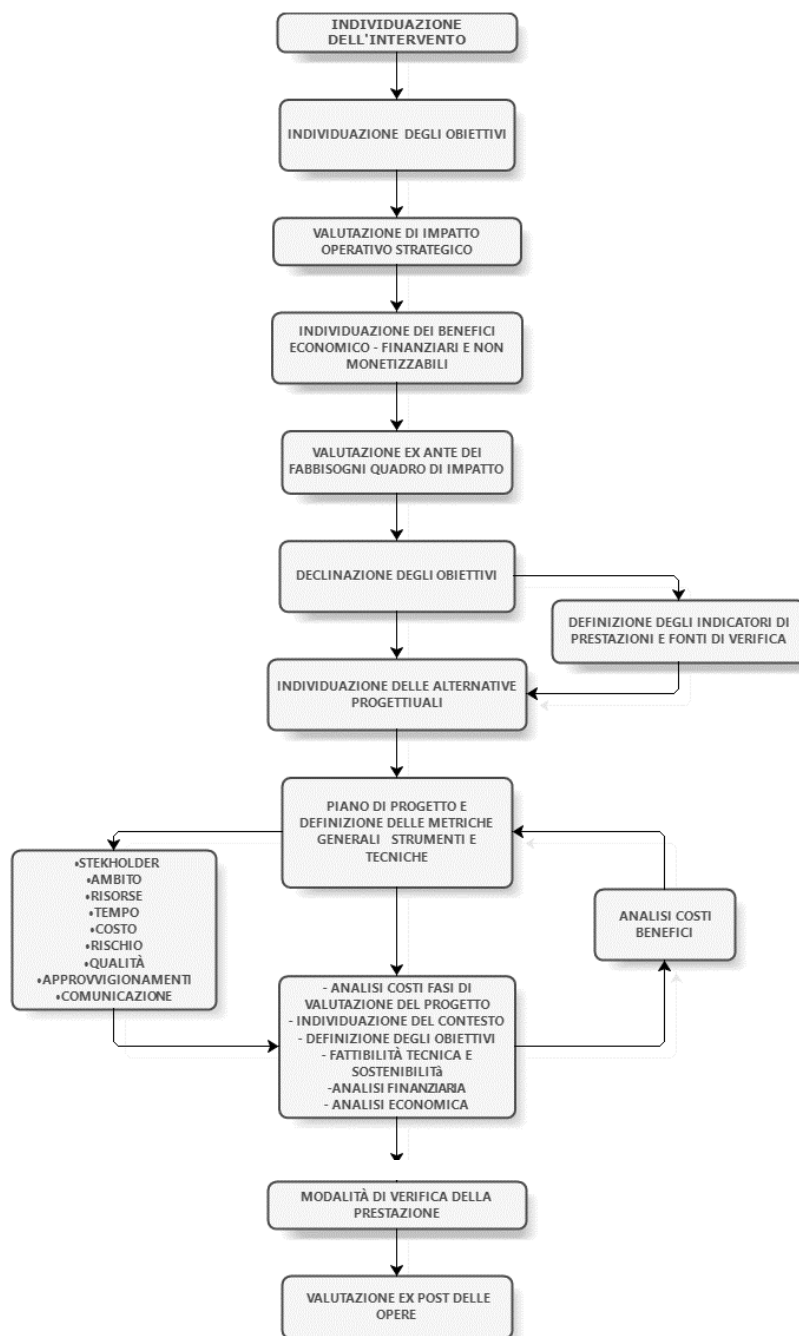 INDIVIDUAZIONE
DELL'INTERVENTO
INDIVIDUAZIONE DEGLI OBIETTIVI
VALUTAZIONE DI IMPATTO
OPERATIVO STRATEGICO
INDIVIDUAZIONE DEI BENEFICI
ECONOMICO - FINANZIARI E NON
MONETIZZABILI
VALUTAZIONE EX ANTE DEI
FABBISOGNI QUADRO DI IMPATTO
DECLINAZIONE DEGLI OBIETTIVI
DEFINIZIONE DEGLI INDICATORI DI
PRESTAZIONI E FONTI DI VERIFICA
INDIVIDUAZIONE DELLE ALTERNATIVE
PROGETTIUALI
PIANO DI PROGETTO E
DEFINIZIONE DELLE METRICHE
GENERALI STRUMENTI E
TECNICHE
•STEKHOLDER
•AMBITO
•RISORSE
•TEMPO
•COSTO
•RISCHIO
•QUALITÀ
•APPROVVIGIONAMENTI
•COMUNICAZIONE
ANALISI COSTI
BENEFICI
- ANALISI COSTI FASI DI
VALUTAZIONE DEL PROGETTO
- INDIVIDUAZIONE DEL CONTESTO
- DEFINIZIONE DEGLI OBIETTIVI
- FATTIBILITÀ TECNICA E
SOSTENIBILITà
-ANALISI FINANZIARIA
- ANALISI ECONOMICA
MODALITÀ DI VERIFICA DELLA
PRESTAZIONE
VALUTAZIONE EX POST DELLE
OPERE